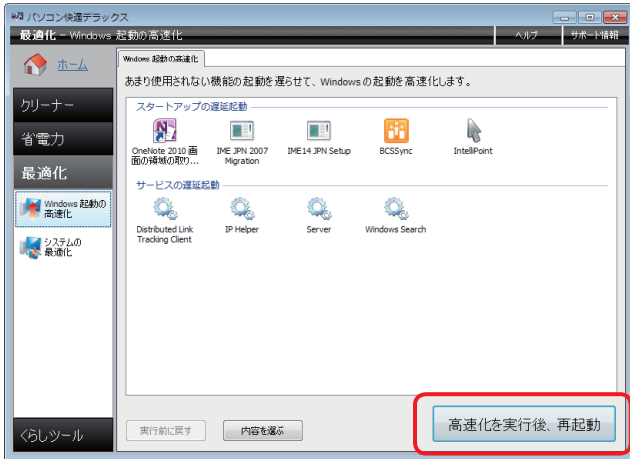 パソコン快適デラックス
最適化 - Windows 起動の高速化
ヘルプ
サポート情報
ホーム
クリーナー
省電力
最適化
Windows 起動の
高速化
システムの
最適化
くらしツール
Windows 起動の高速化
あまり使用されない機能の起動を遅らせて、Windows の起動を高速化します。
スタートアップの遅延起動
OneNote 2010 画
面の領域の取り...
IME JPN 2007
Migration
IME14 JPN Setup
BCSSync
IntelliPoint
サービスの遅延起動
Distributed Link
Tracking Client
IP Helper
Server
Windows Search
実行前に戻す
内容を選ぶ
高速化を実行後、再起動